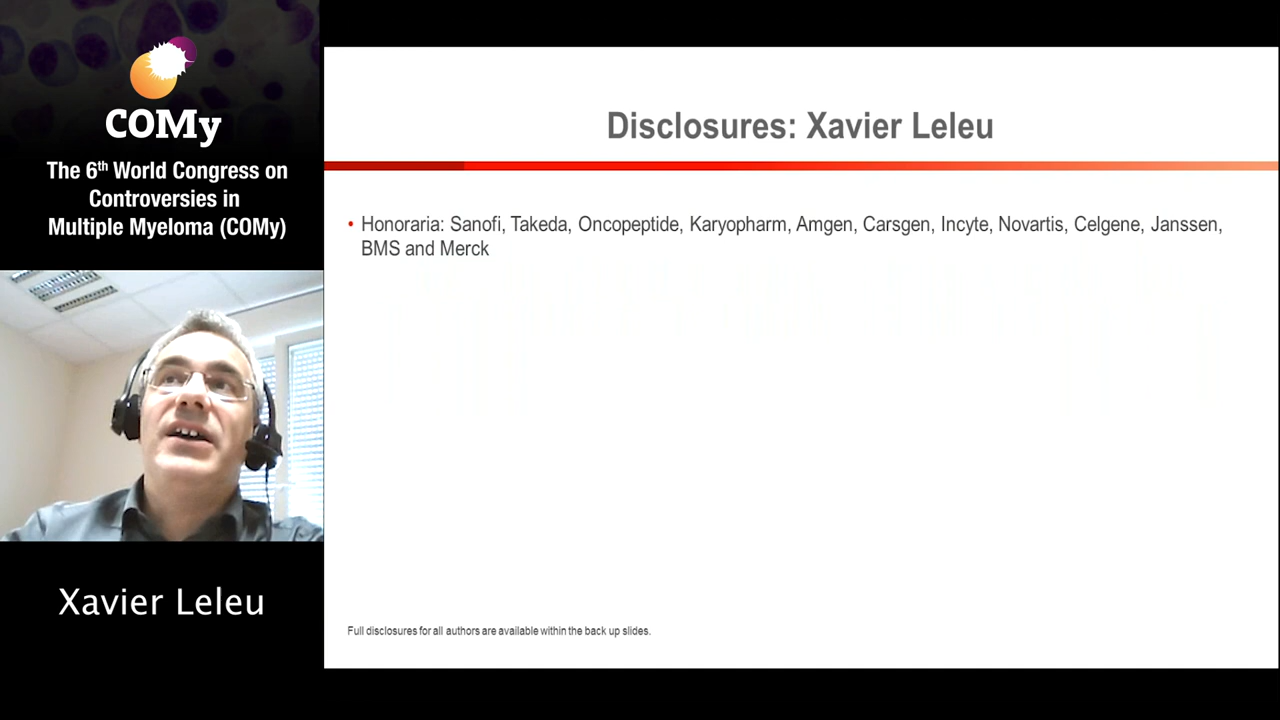 COMy
The 6th World Congress on
Controversies in
Multiple Myeloma (COMy)
Xavier Leleu
Disclosures: Xavier Leleu
• Honoraria: Sanofi, Takeda, Oncopeptide, Karyopharm, Amgen, Carsgen, Incyte, Novartis, Celgene, Janssen,
BMS and Merck
Full disclosures for all authors are available within the back up slides.